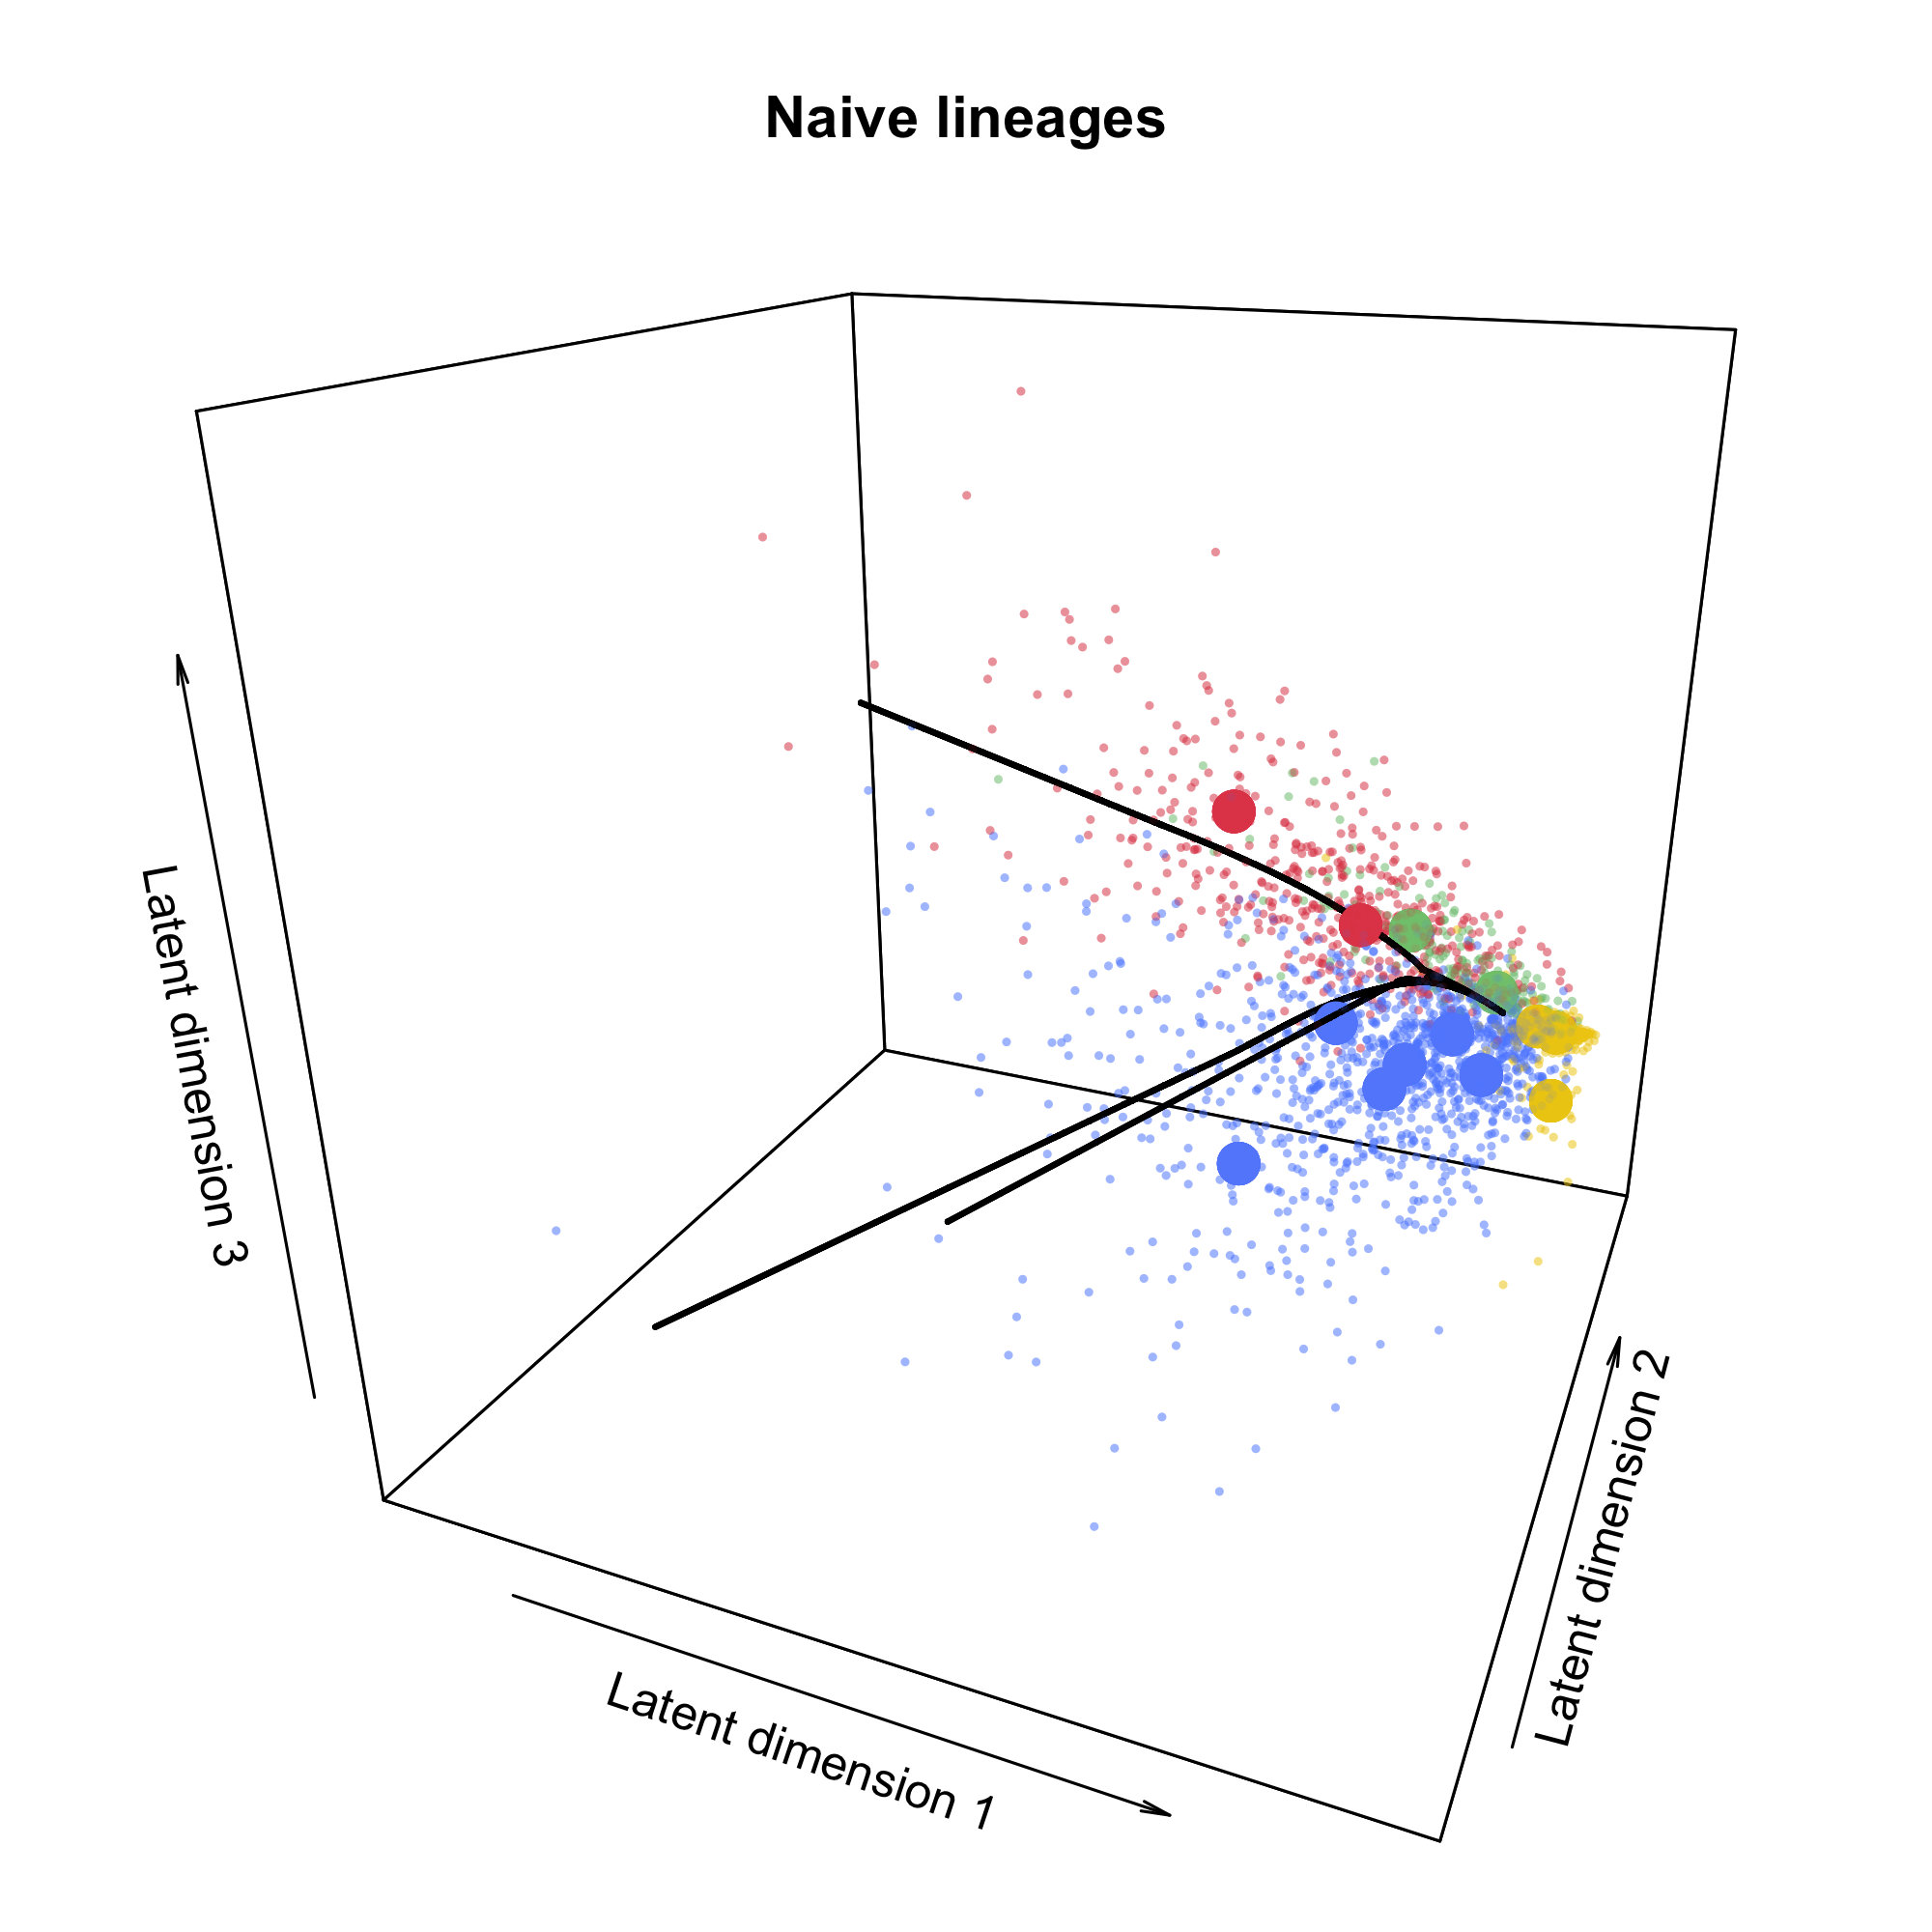 Naive lineages
Latent dimension 3
Latent dimension 2
Latent dimension 1